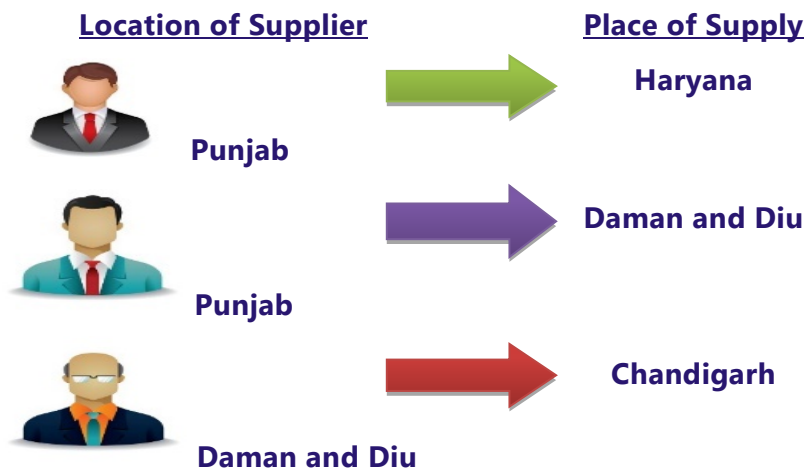 Location of Supplier
Place of Supply
Punjab
Haryana
Punjab
Daman and Diu
Daman and Diu
Chandigarh